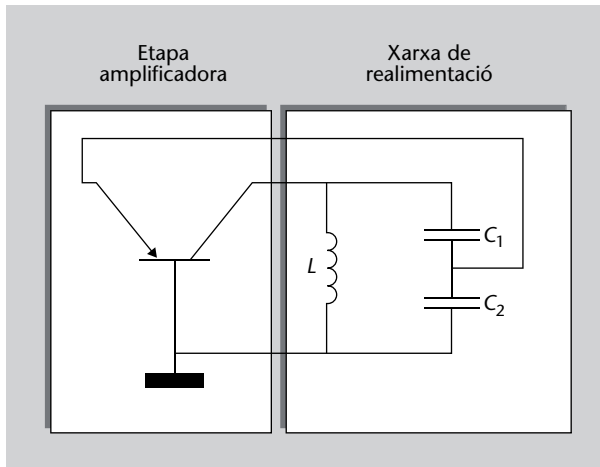 Etapa
amplificadora
Xarxa de
realimentació
L
C1
C2